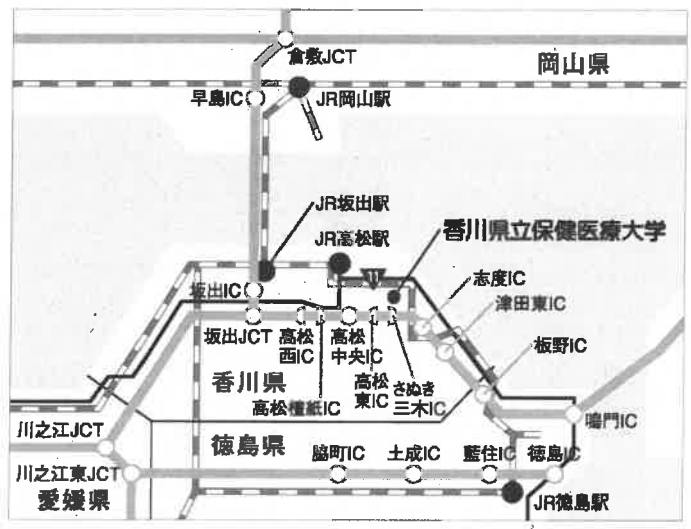 倉敷JCT
岡山県
早島IC
JR岡山駅
JR坂出駅
JR高松駅
香川県立保健医療大学
11
志度IC
坂出IC
津田東IC
坂出JCT
高松
西IC
高松
中央IC
板野IC
高松
東IC
さぬき
三木IC
香川県
高松檀紙IC
鳴門IC
川之江JCT
徳島県
脇町IC
土成IC
藍住IC
徳島IC
川之江東JCT
愛媛県
JR徳島駅